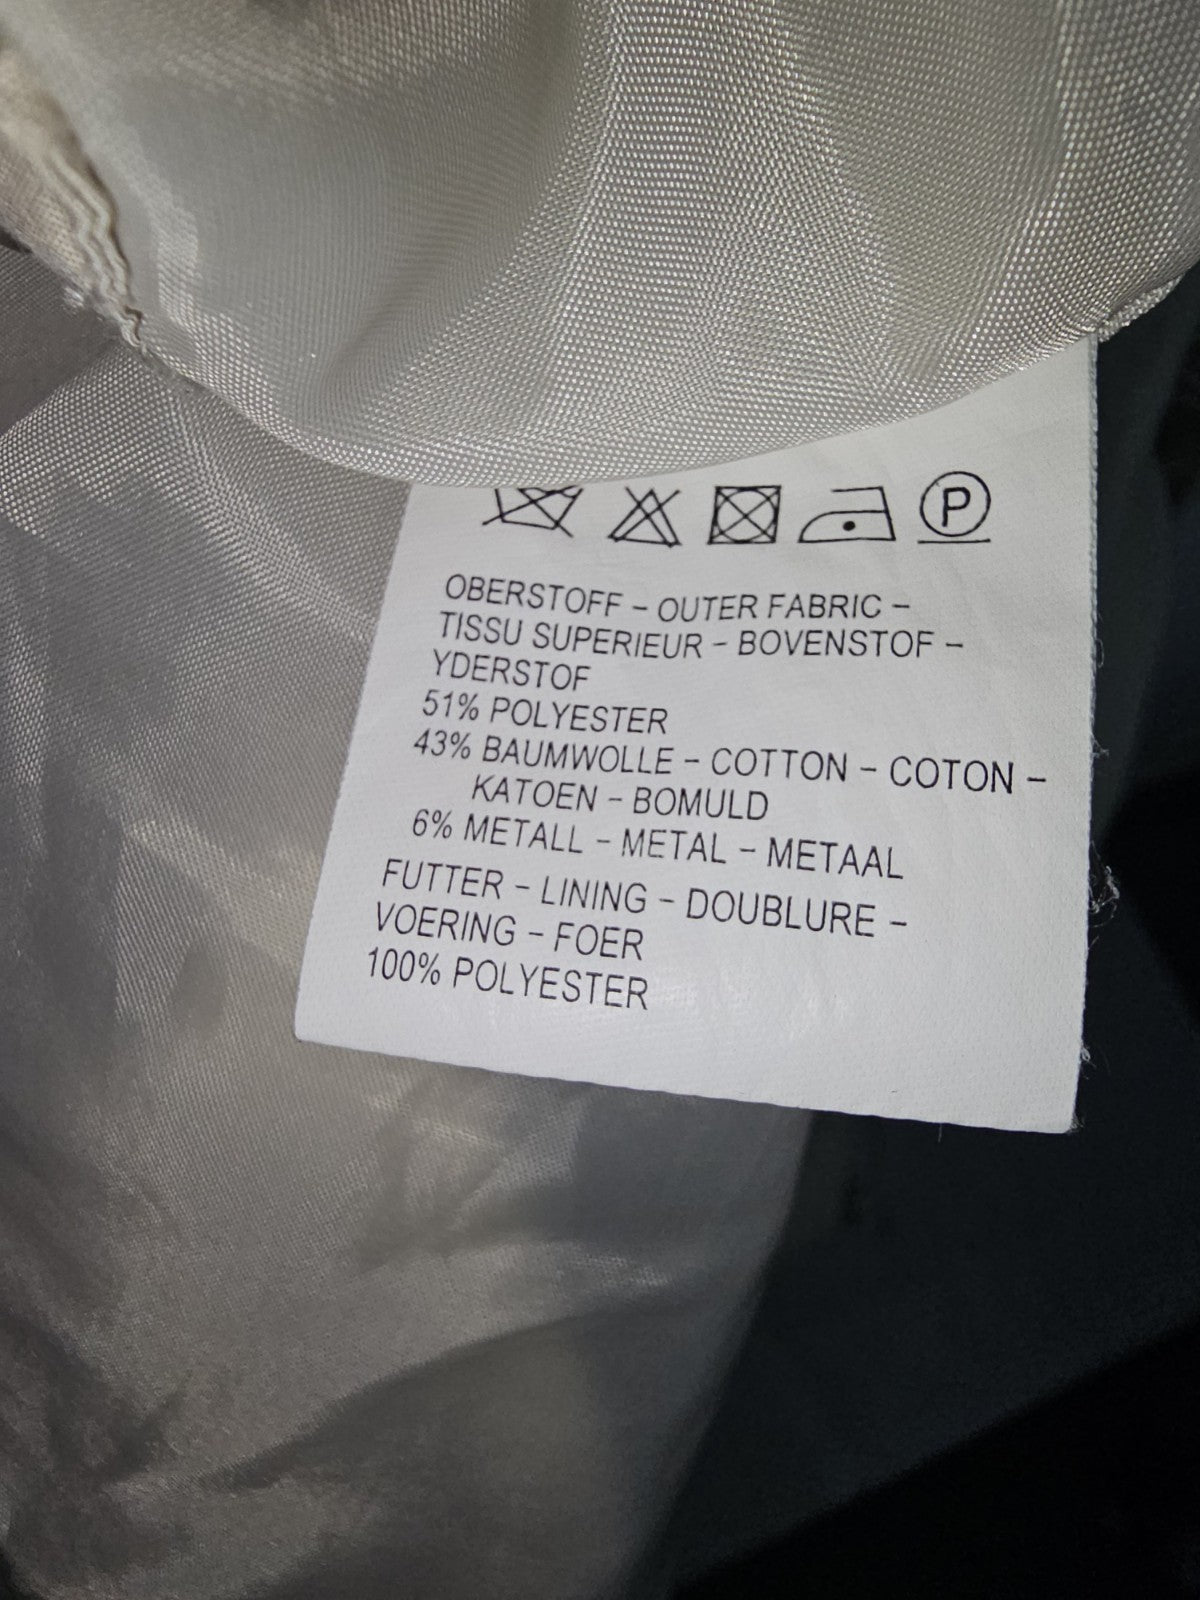 P
OBERSTOFF – OUTER FABRIC –
TISSU SUPERIEUR – BOVENSTOF –
YDERSTOF
51% POLYESTER
43% BAUMWOLLE – COTTON – COTON –
KATOEN – BOMULD
6% METALL – METAL – METAAL
FUTTER – LINING – DOUBLURE –
VOERING – FOER
100% POLYESTER